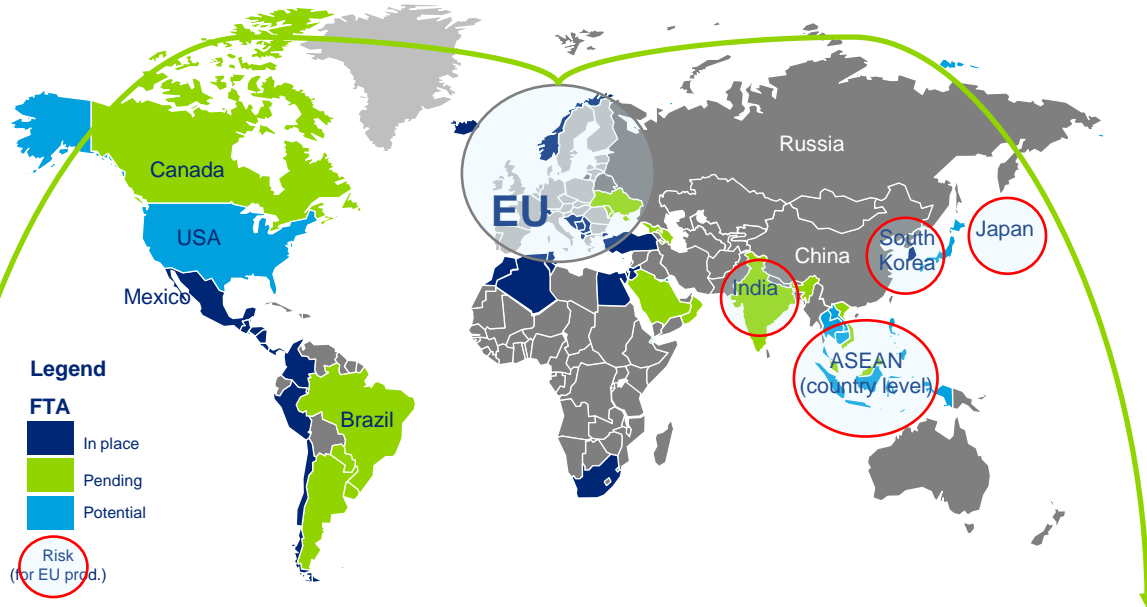 Canada
USA
Mexico
Brazil
EU
Russia
China
South
Korea
Japan
India
ASEAN
(country level)
Legend
FTA
In place
Pending
Potential
Risk
(for EU prod.)